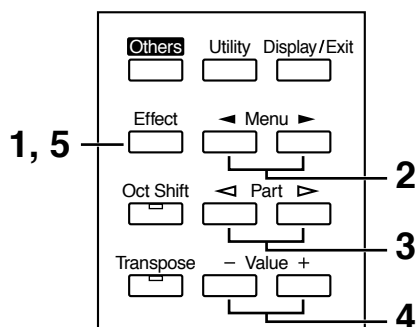 Others Utility Display/Exit
Effect ◄ Menu ►
1, 5
2
Oct Shift ◅ Part ▻
3
Transpose − Value +
4